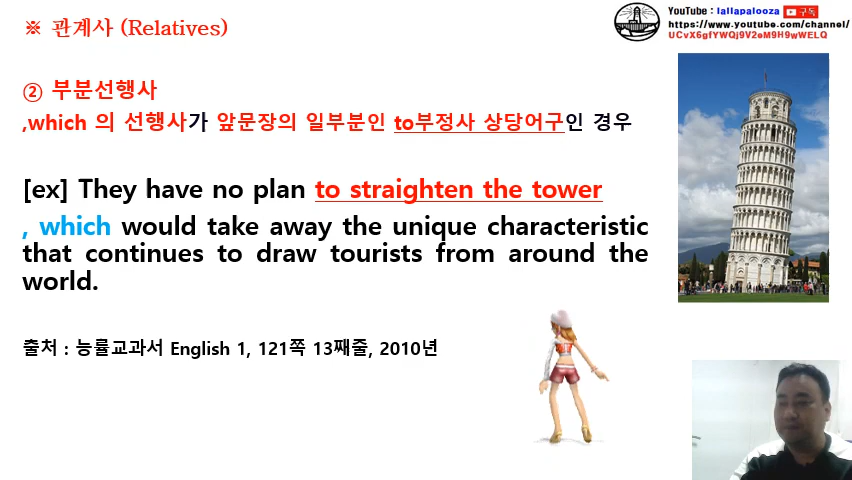 ※ 관계사 (Relatives)
YouTube : lallapalooza 구독
https://www.youtube.com/channel/
UCvX6gfYWQj9V2eM9H9wWELQ
② 부분선행사
,which 의 선행사가 앞문장의 일부분인 to부정사 상당어구인 경우
[ex] They have no plan to straighten the tower
, which would take away the unique characteristic
that continues to draw tourists from around the
world.
출처 : 능률교과서 English 1, 121쪽 13째줄, 2010년